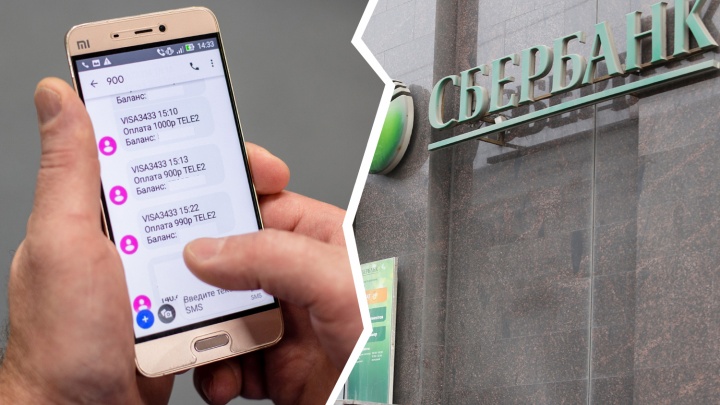 mi
14:33
900
Баланс:
VISA3433 15:10
Оплата 1000р TELE2
Баланс:
VISA3433 15:13
Оплата 900р TELE2
Баланс:
VISA3433 15:22
Оплата 990р TELE2
Баланс:
Введите
SMS
SMS
СБЕРБАНК